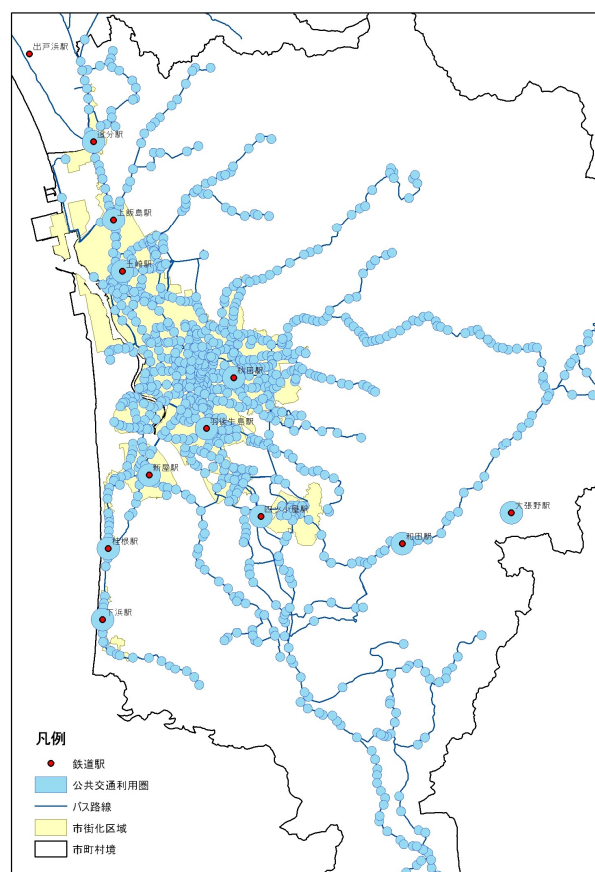 出戸浜駅
追分駅
上飯島駅
土崎駅
秋田駅
羽後牛島駅
新屋駅
四ツ小屋駅
大張野駅
和田駅
桂根駅
下浜駅
凡例
鉄道駅
公共交通利用圏
バス路線
市街化区域
市町村境